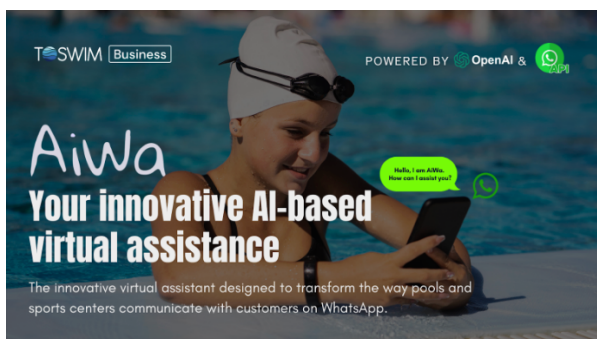 TOSWIM Business
POWERED BY OpenAI & API
AiWa
Hello, I am AiWa.
How can I assist you?
Your innovative AI-based
virtual assistance
The innovative virtual assistant designed to transform the way pools and
sports centers communicate with customers on WhatsApp.